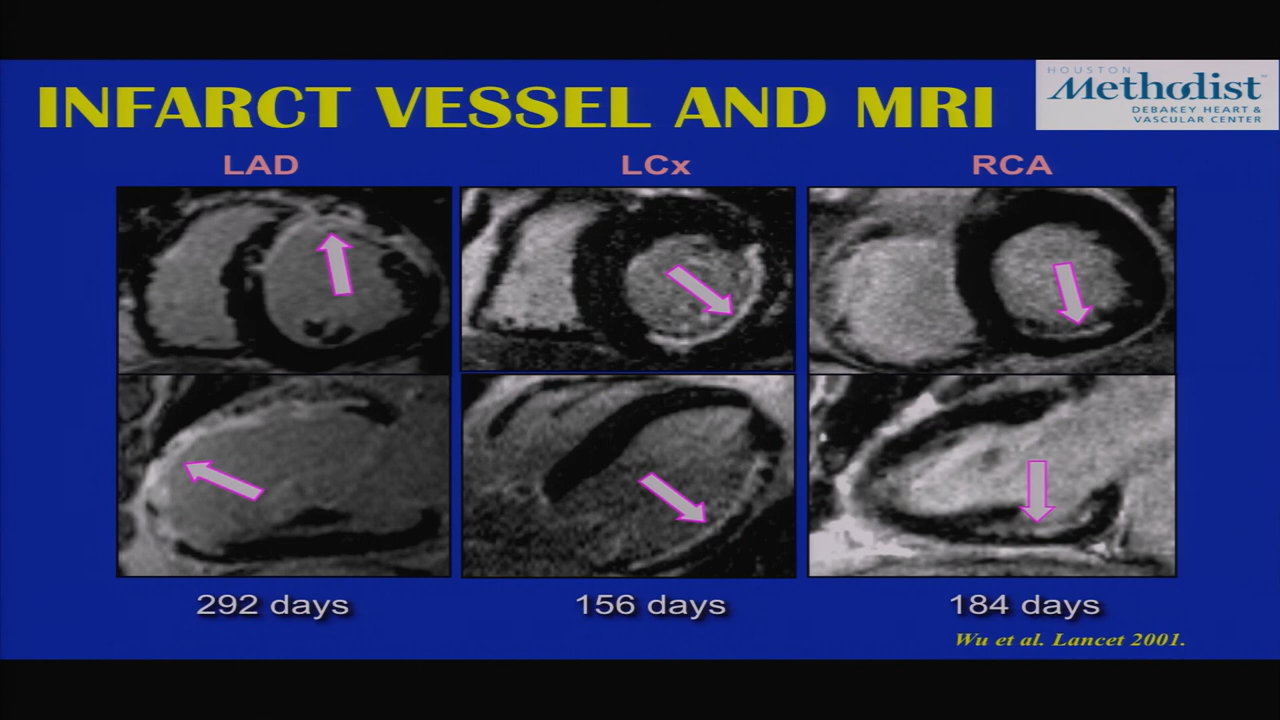 INFARCT VESSEL AND MRI
HOUSTON
Methodist
DEBAKEY HEART &
VASCULAR CENTER
LAD
LCx
RCA
292 days
156 days
184 days
Wu et al. Lancet 2001.